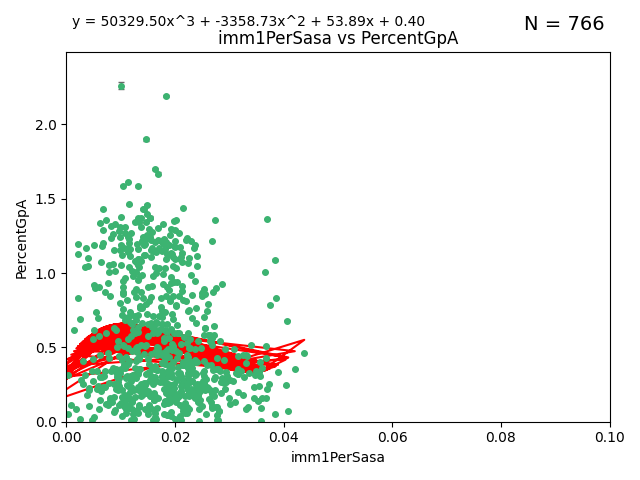 y = 50329.50x^3 + -3358.73x^2 + 53.89x + 0.40
N = 766
imm1PerSasa vs PercentGpA
PercentGpA
2.0
1.5
1.0
0.5
0.0
0.00 0.02 0.04 0.06 0.08 0.10
imm1PerSasa